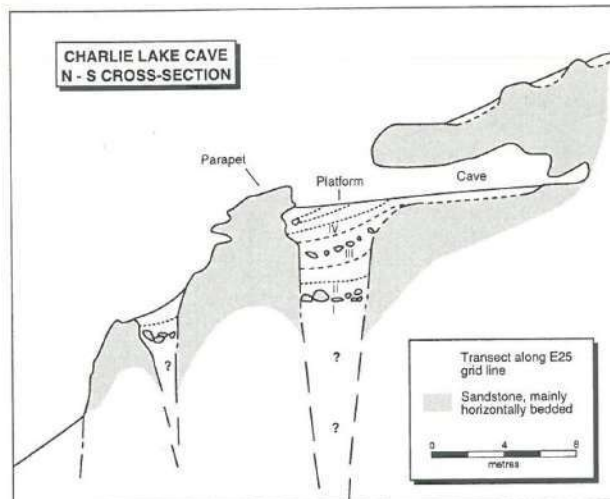 CHARLIE LAKE CAVE
N - S CROSS-SECTION
Parapet
Platform
Cave
IV
III
II
I
?
?
?
Transect along E25
grid line
Sandstone, mainly
horizontally bedded
0 4 8
metres